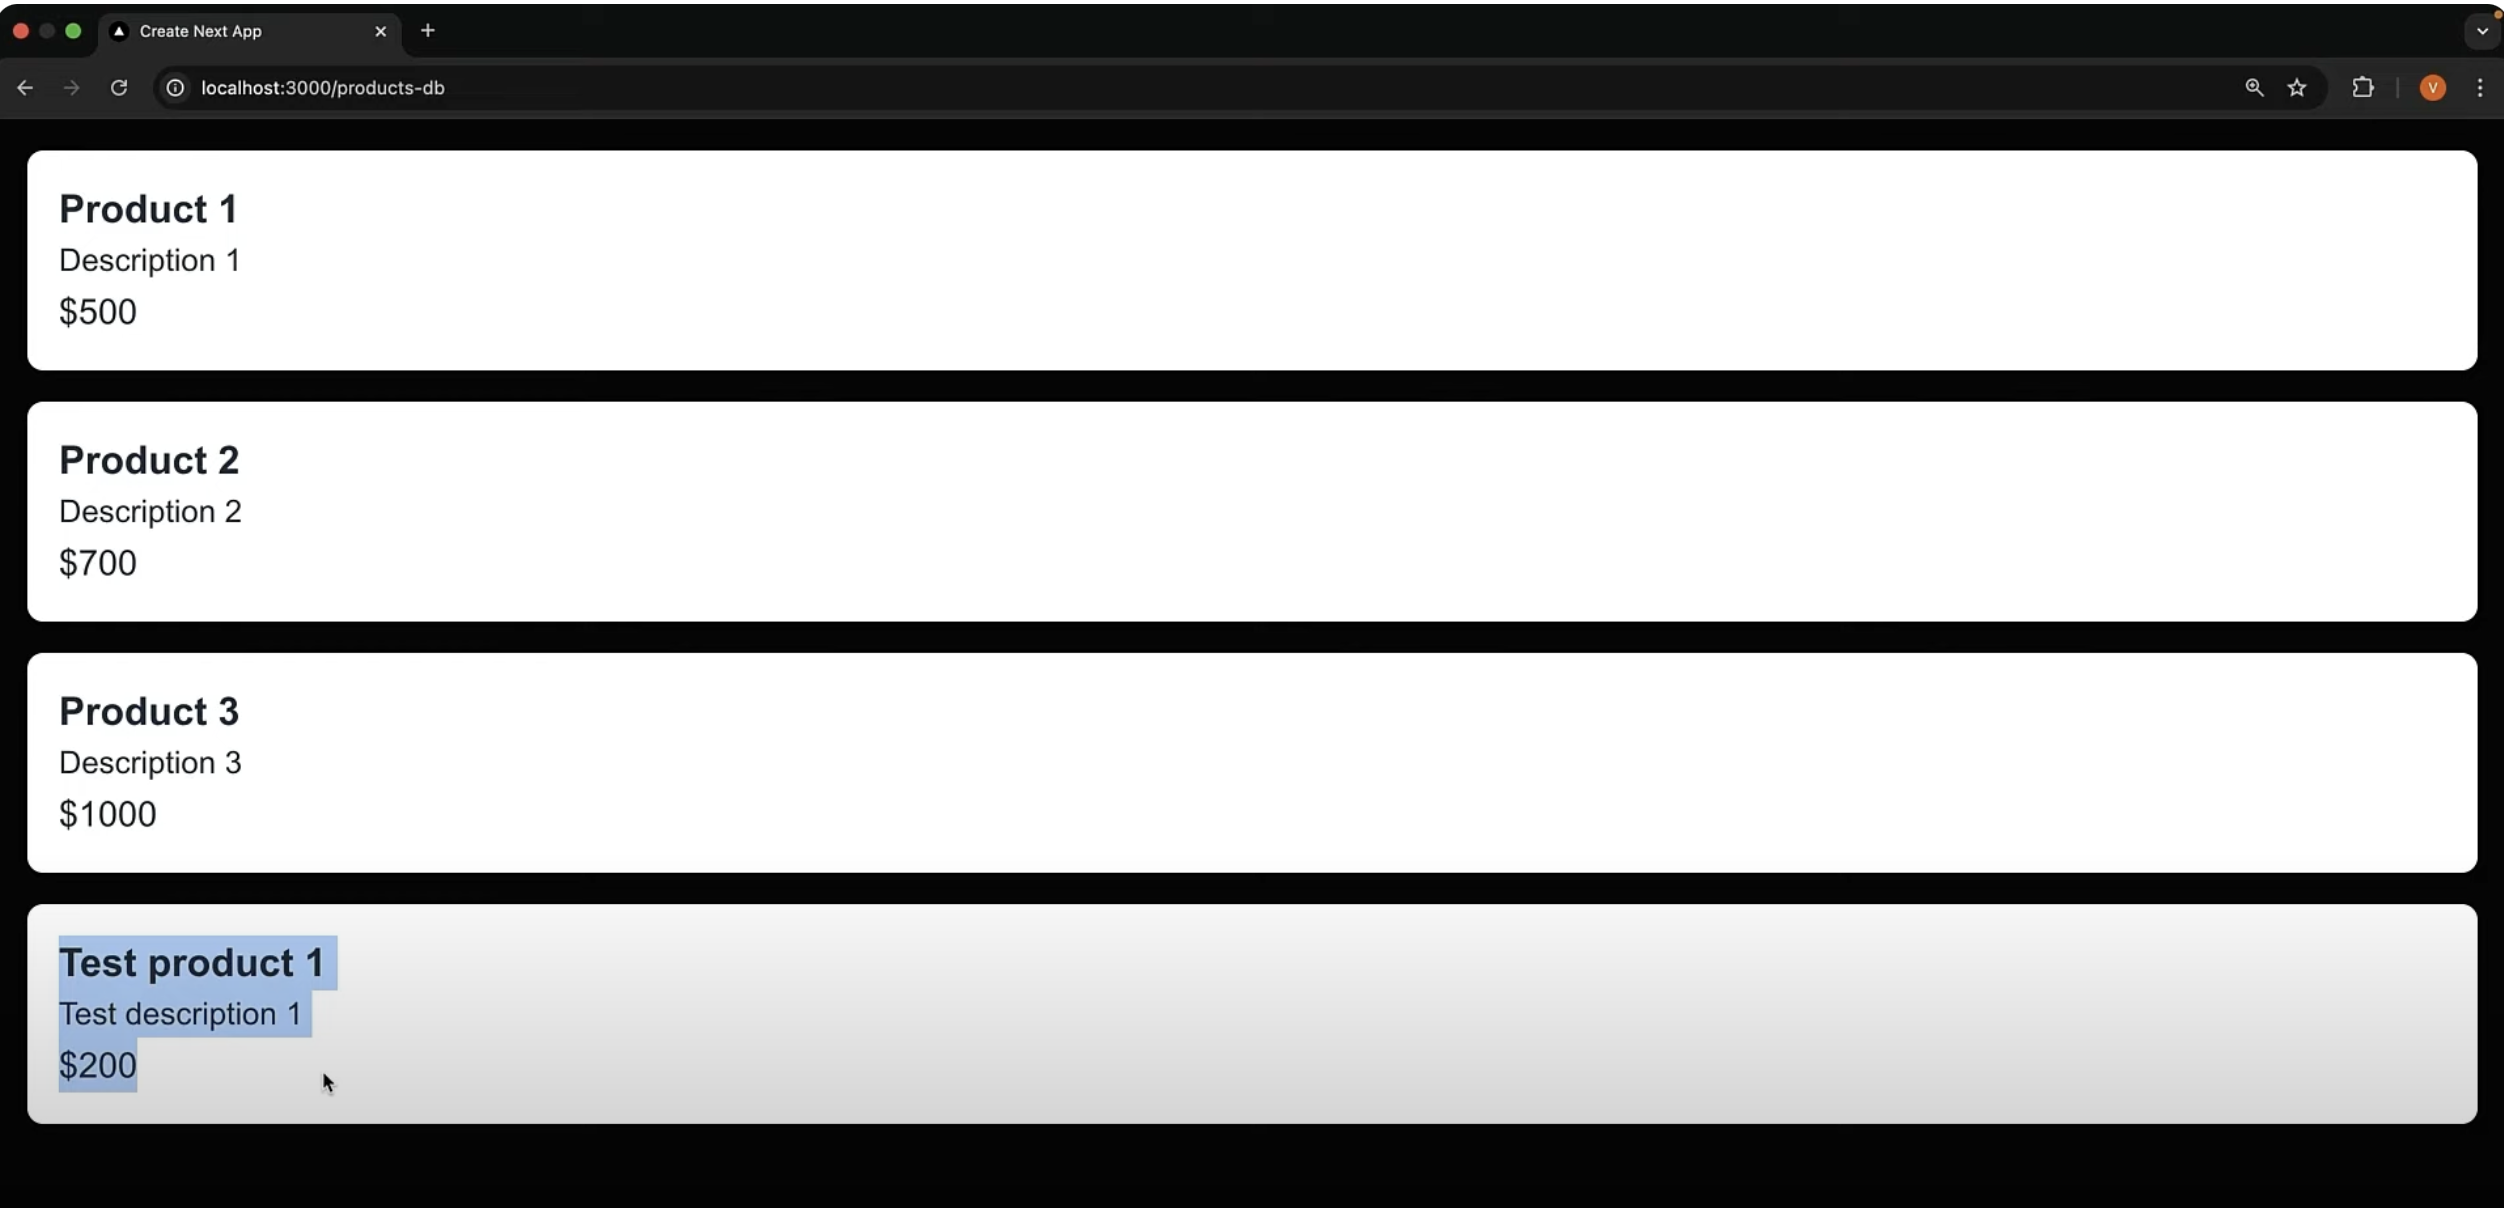 Create Next App
localhost:3000/products-db
V
Product 1
Description 1
$500
Product 2
Description 2
$700
Product 3
Description 3
$1000
Test product 1
Test description 1
$200